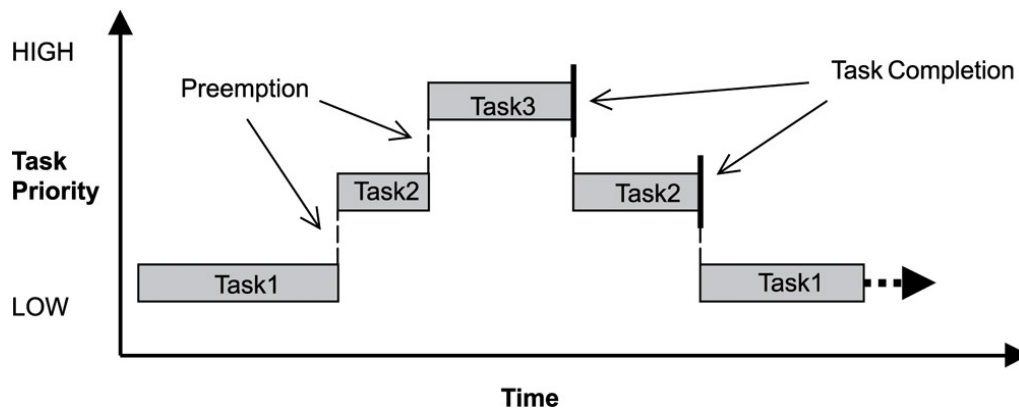 HIGH
Task Completion
Preemption
Task3
Task
Priority
Task2
Task2
Task1
Task1
LOW
Time